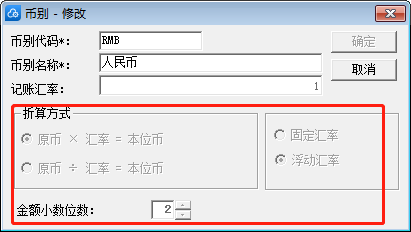 币别 - 修改
币别代码*: RMB 确定
币别名称*: 人民币 取消
记账汇率: 1
折算方式
原币 × 汇率 = 本位币 固定汇率
原币 ÷ 汇率 = 本位币 浮动汇率
金额小数位数: 2